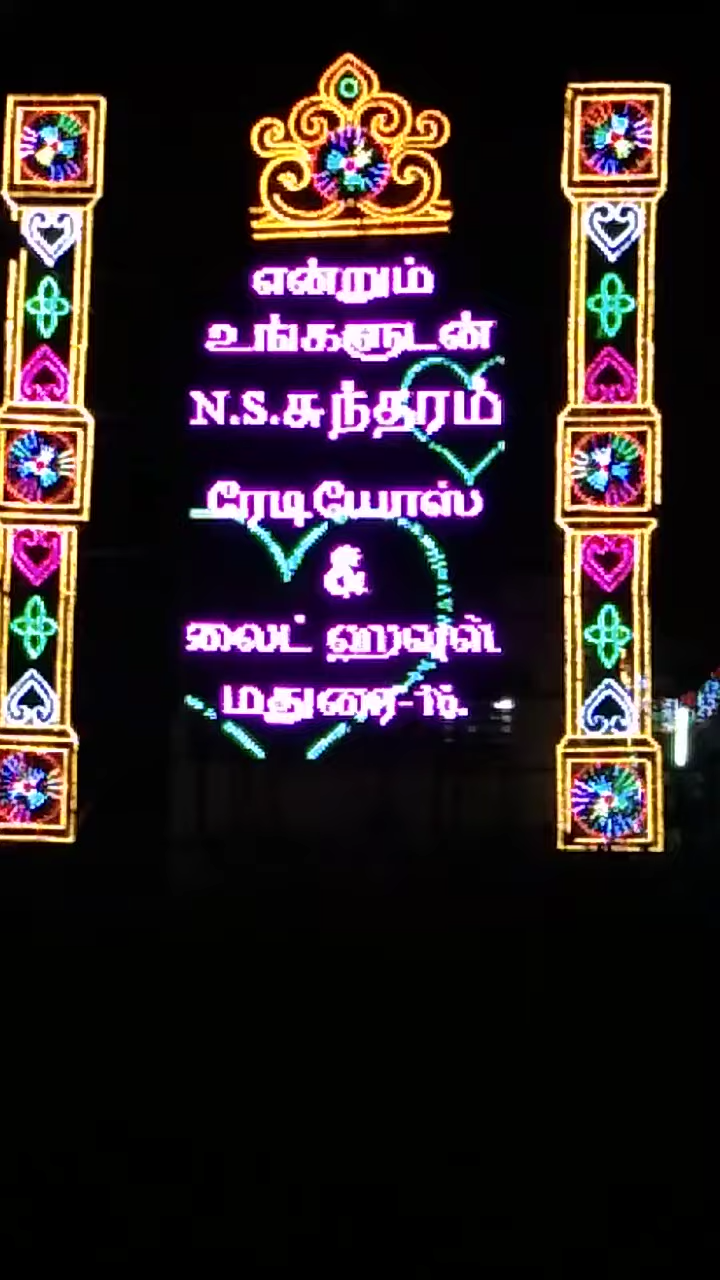 என்றும்
உங்களுடன்
N.S.சுந்தரம்
ரேடியோஸ்
&
லைட் ஹவுஸ்
மதுரை-16.